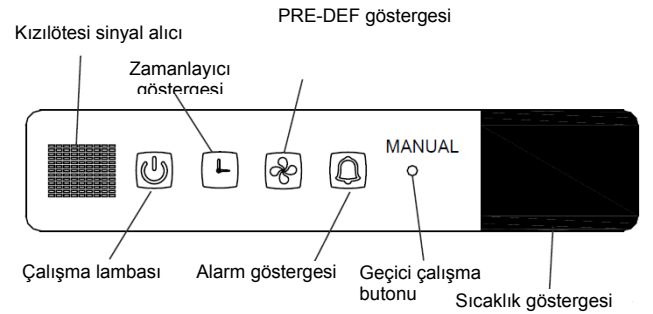 PRE-DEF göstergesi
Kızılötesi sinyal alıcı
Zamanlayıcı
göstergesi
MANUAL
Çalışma lambası
Alarm göstergesi
Geçici çalışma
butonu
Sıcaklık göstergesi